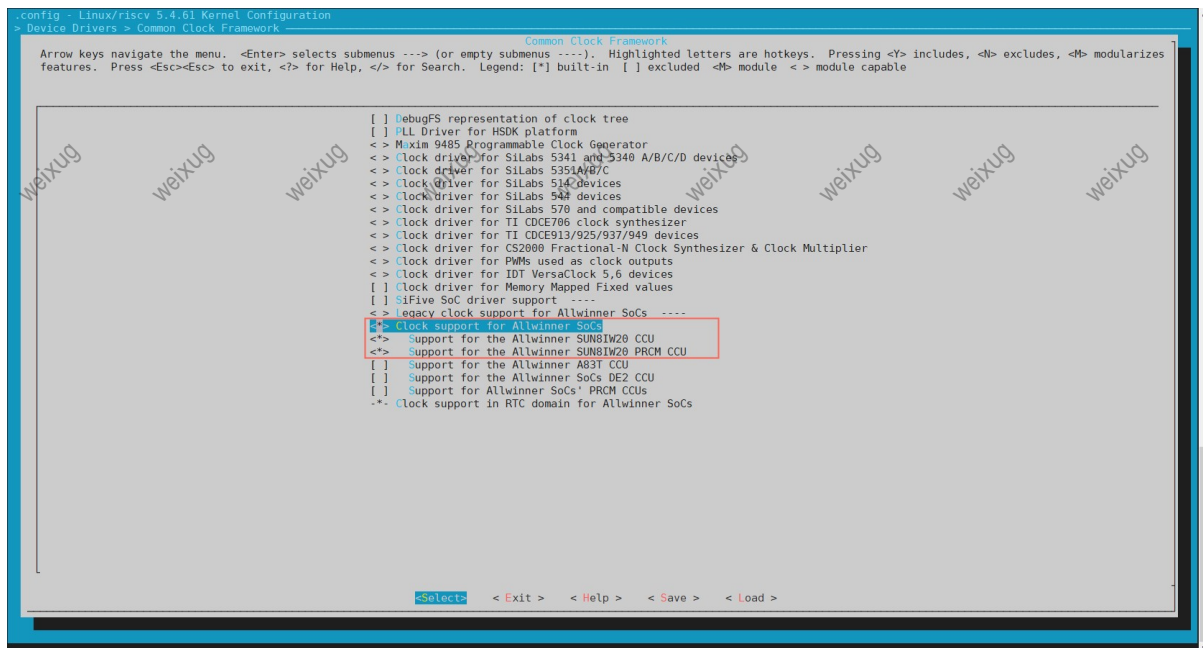 .config - Linux/riscv 5.4.61 Kernel Configuration
> Device Drivers > Common Clock Framework
Common Clock Framework
Arrow keys navigate the menu.  <Enter> selects submenus ---> (or empty submenus ----).  Highlighted letters are hotkeys.  Pressing <Y> includes, <N> excludes, <M> modularizes
features.  Press <Esc><Esc> to exit, <?> for Help, </> for Search.  Legend: [*] built-in  [ ] excluded  <M> module  < > module capable
[ ] DebugFS representation of clock tree
[ ] PLL Driver for HSDK platform
< > Maxim 9485 Programmable Clock Generator
< > Clock driver for SiLabs 5341 and 5340 A/B/C/D devices
< > Clock driver for SiLabs 5351A/B/C
< > Clock driver for SiLabs 514 devices
< > Clock driver for SiLabs 544 devices
< > Clock driver for SiLabs 570 and compatible devices
< > Clock driver for TI CDCE706 clock synthesizer
< > Clock driver for TI CDCE913/925/937/949 devices
< > Clock driver for CS2000 Fractional-N Clock Synthesizer & Clock Multiplier
< > Clock driver for PWMs used as clock outputs
< > Clock driver for IDT VersaClock 5,6 devices
[ ] Clock driver for Memory Mapped Fixed values
[ ] SiFive SoC driver support  ----
< > Legacy clock support for Allwinner SoCs  ----
<*> Clock support for Allwinner SoCs
<*>   Support for the Allwinner SUN8IW20 CCU
<*>   Support for the Allwinner SUN8IW20 PRCM CCU
[ ]   Support for the Allwinner A83T CCU
[ ]   Support for the Allwinner SoCs DE2 CCU
[ ]   Support for Allwinner SoCs' PRCM CCUs
-*- Clock support in RTC domain for Allwinner SoCs
weixug weixug weixug weixug weixug weixug weixug weixug weixug
<Select>    < Exit >    < Help >    < Save >    < Load >